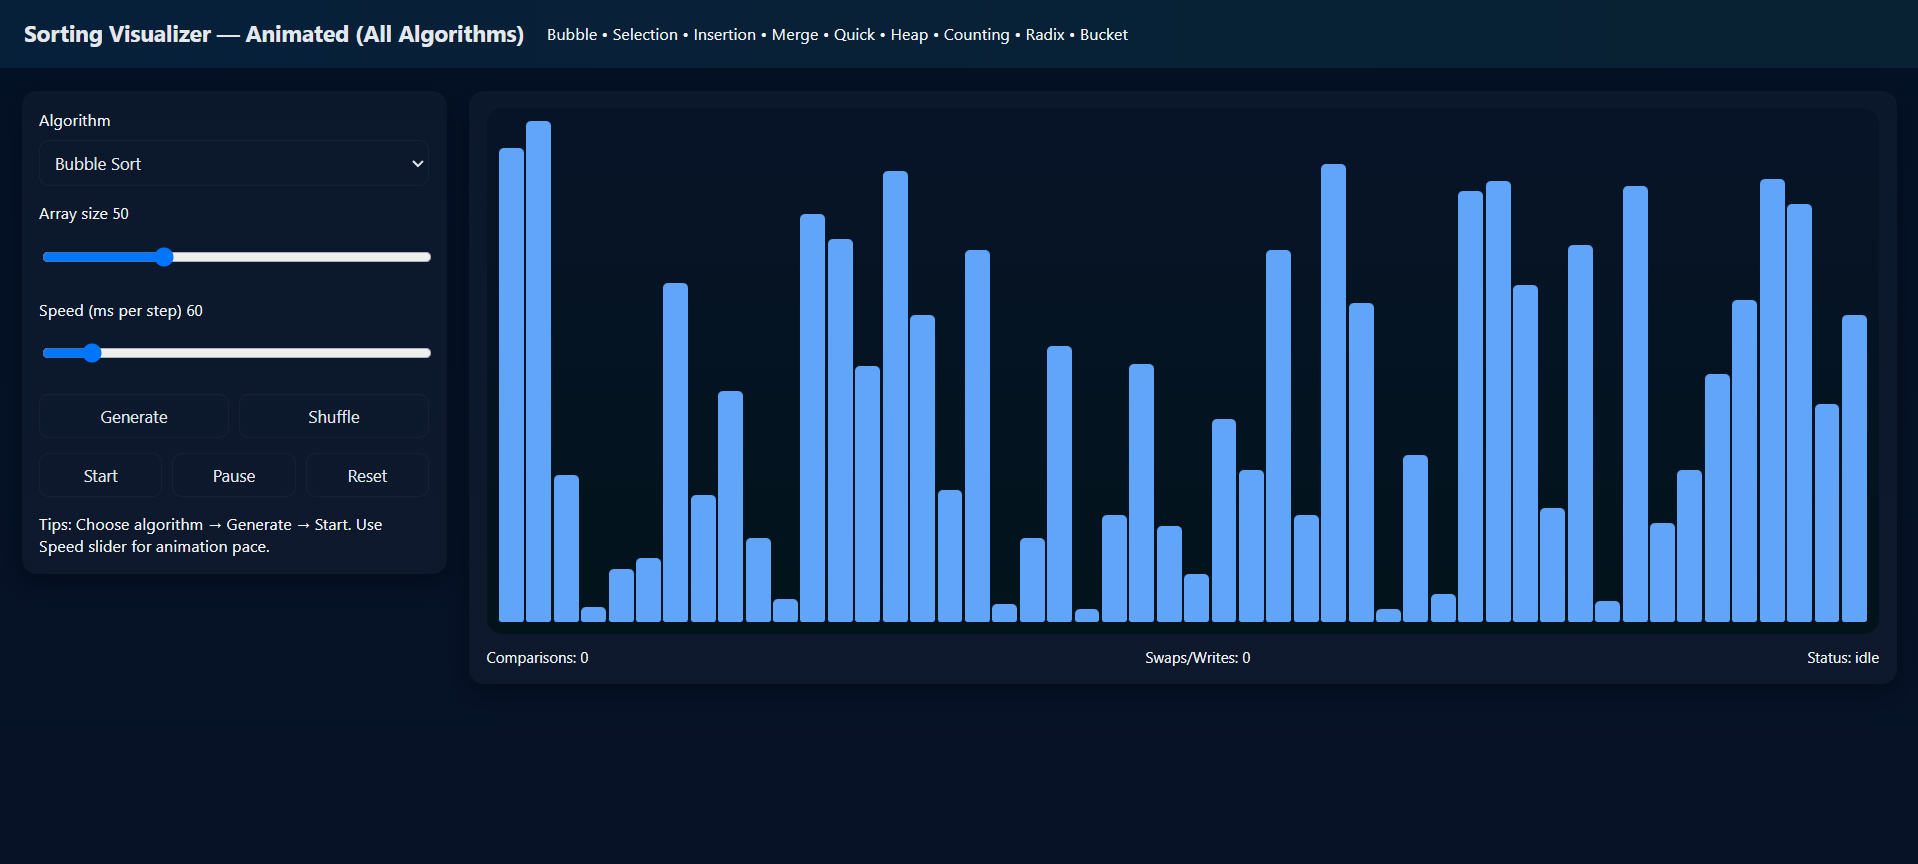 Sorting Visualizer — Animated (All Algorithms)
Bubble • Selection • Insertion • Merge • Quick • Heap • Counting • Radix • Bucket
Algorithm
Bubble Sort
Array size 50
Speed (ms per step) 60
Generate
Shuffle
Start
Pause
Reset
Tips: Choose algorithm → Generate → Start. Use
Speed slider for animation pace.
Comparisons: 0
Swaps/Writes: 0
Status: idle